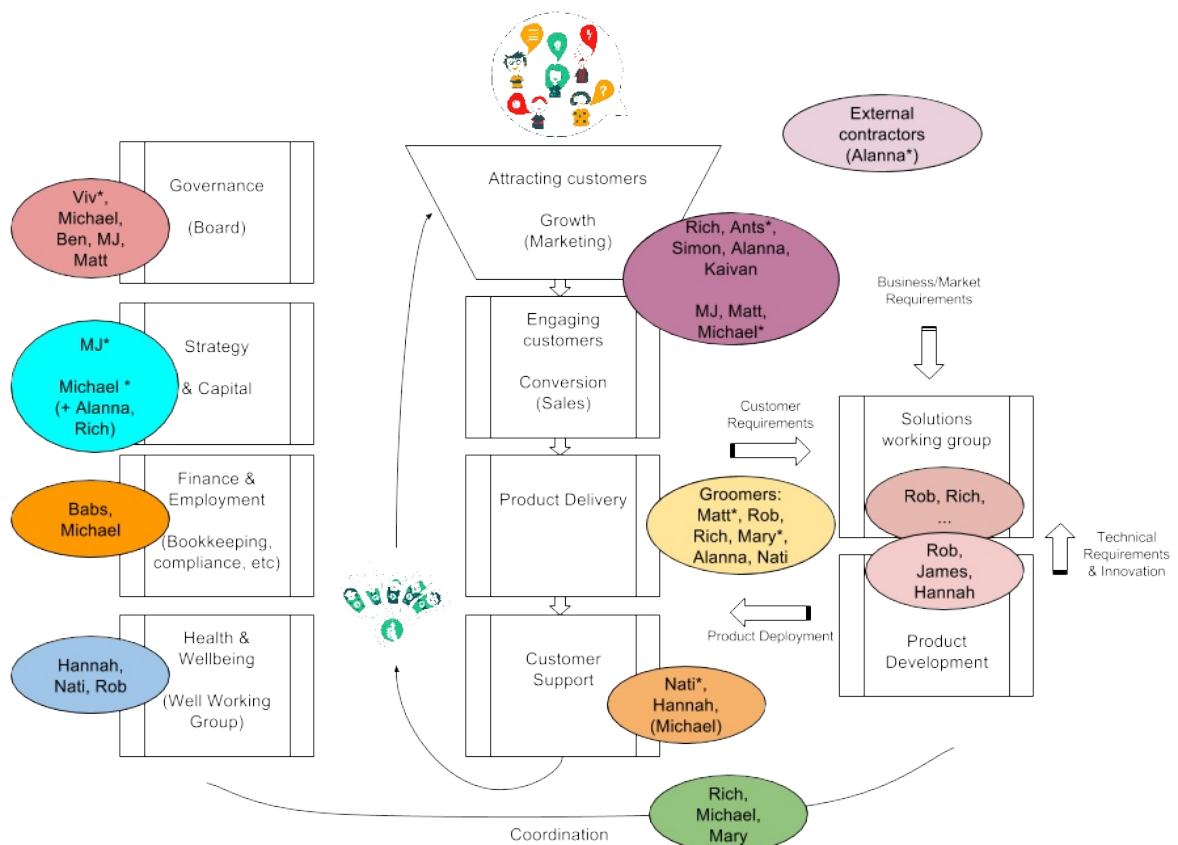 External
contractors
(Alanna*)
Governance
(Board)
Viv*,
Michael,
Ben, MJ,
Matt
Strategy
& Capital
MJ*
Michael *
(+ Alanna,
Rich)
Finance &
Employment
(Bookkeeping,
compliance, etc)
Babs,
Michael
Health &
Wellbeing
(Well Working
Group)
Hannah,
Nati, Rob
Attracting customers
Growth
(Marketing)
Rich, Ants*,
Simon, Alanna,
Kaivan
MJ, Matt,
Michael*
Engaging
customers
Conversion
(Sales)
Product Delivery
Customer
Support
Nati*,
Hannah,
(Michael)
Customer
Requirements
Groomers:
Matt*, Rob,
Rich, Mary*,
Alanna, Nati
Product Deployment
Business/Market
Requirements
Solutions
working group
Rob, Rich,
...
Rob,
James,
Hannah
Product
Development
Technical
Requirements
& Innovation
Coordination
Rich,
Michael,
Mary
?